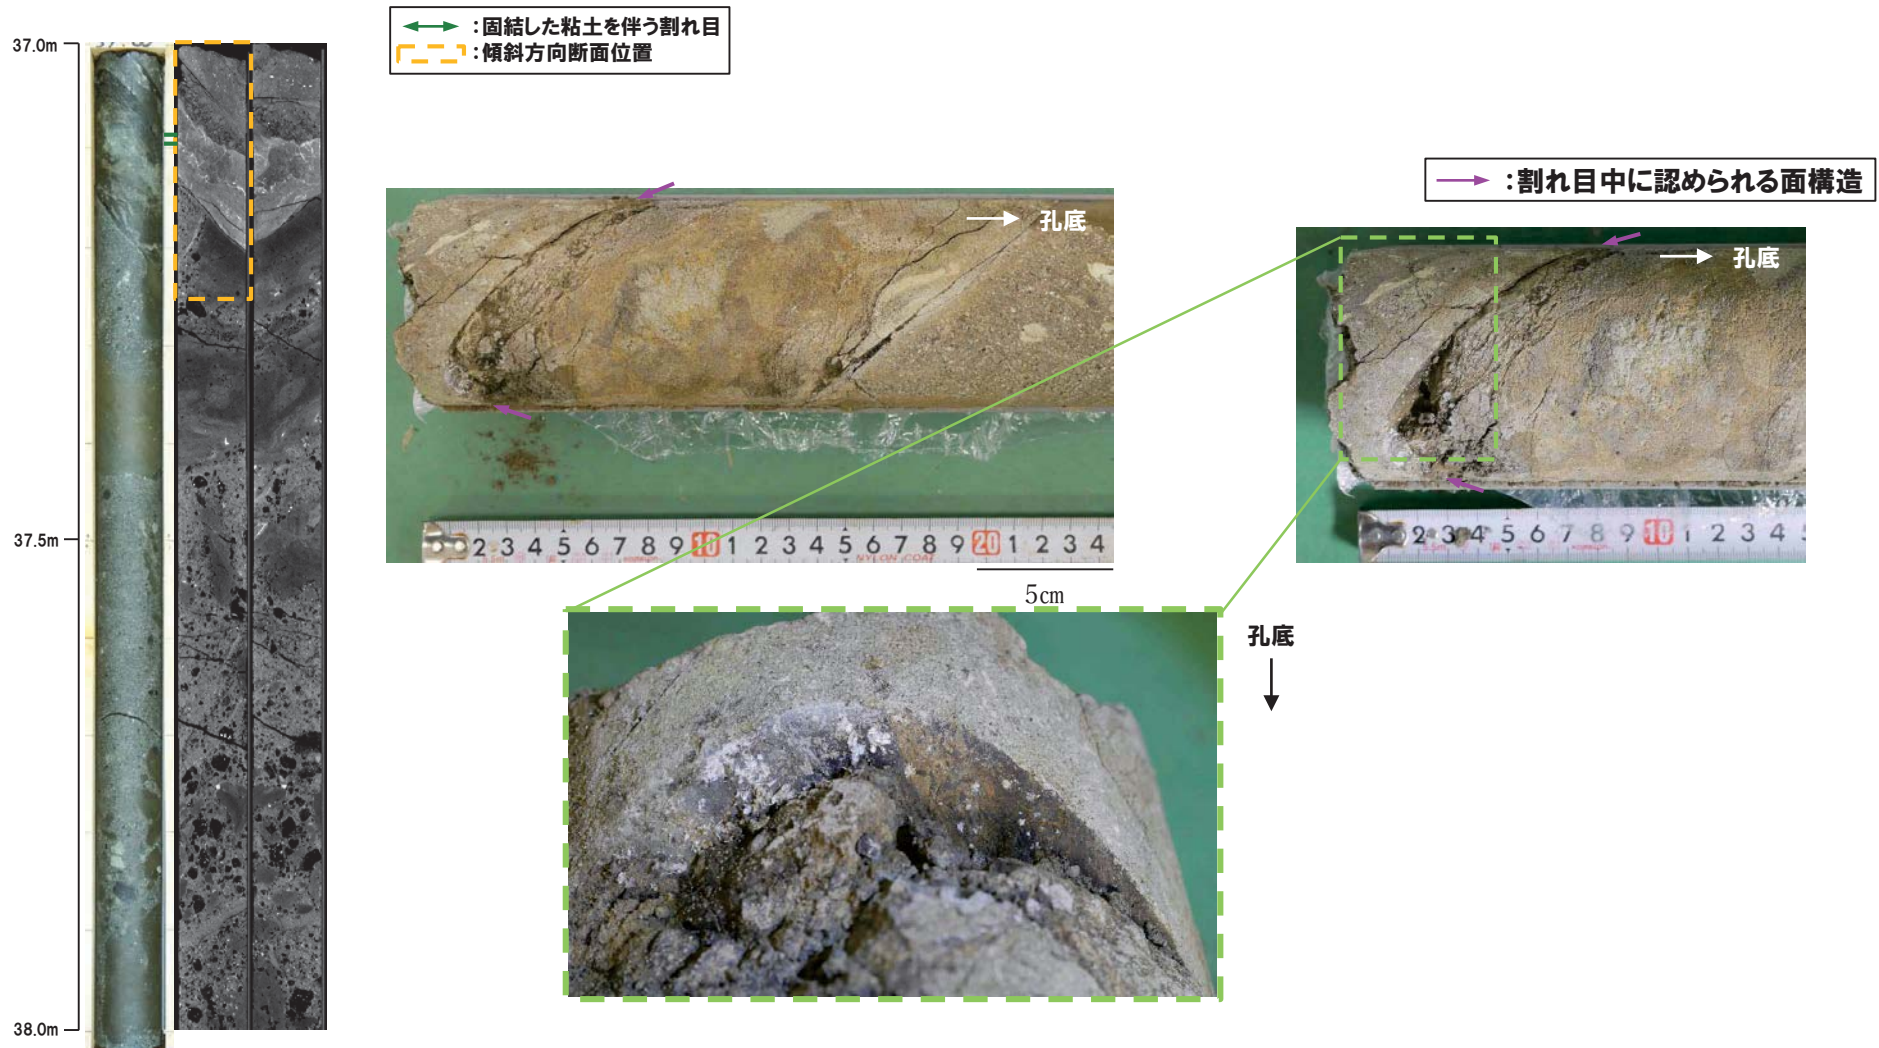 37.0m
37.5m
38.0m
:固結した粘土を伴う割れ目
:傾斜方向断面位置
孔底
2 3 4 5 6 7 8 9 10 1 2 3 4 5 6 7 8 9 20 1 2 3 4
NYLON COAT
5cm
:割れ目中に認められる面構造
孔底
2 3 4 5 6 7 8 9 10 1 2 3 4
孔底